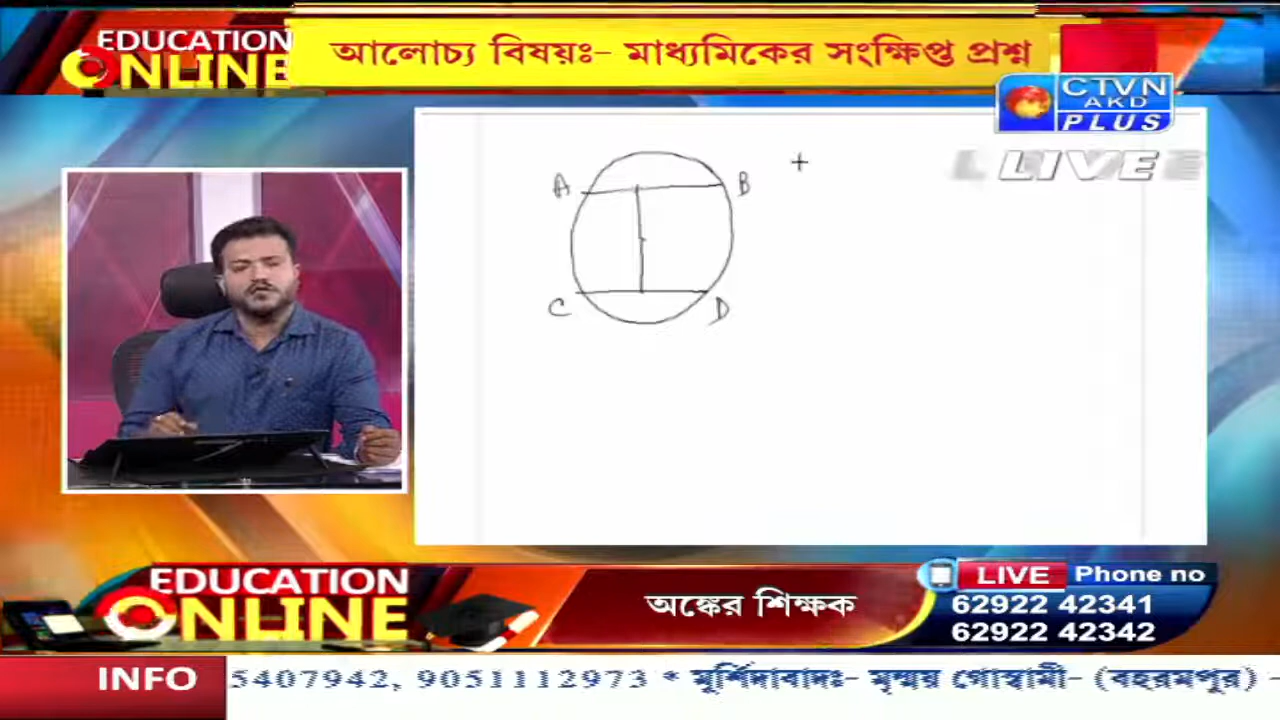 EDUCATION
ONLINE
আলোচ্য বিষয়ঃ- মাধ্যমিকের সংক্ষিপ্ত প্রশ্ন
CTVN
AKD
PLUS
LIVE
A
B
+
C
D
EDUCATION
ONLINE
অঙ্কের শিক্ষক
LIVE Phone no
62922 42341
62922 42342
INFO 5407942, 9051112973 * মূর্শিদাবাদঃ- মৃন্ময় গোস্বামী- (বহরমপুর) -